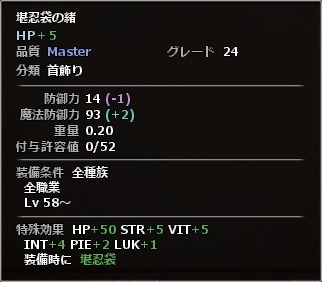 堪忍袋の緒
HP+5
品質 Master グレード 24
分類 首飾り
防御力 14 (-1)
魔法防御力 93 (+2)
重量 0.20
付与許容値 0/52
装備条件 全種族
全職業
Lv 58～
特殊効果 HP+50 STR+5 VIT+5
INT+4 PIE+2 LUK+1
装備時に 堪忍袋